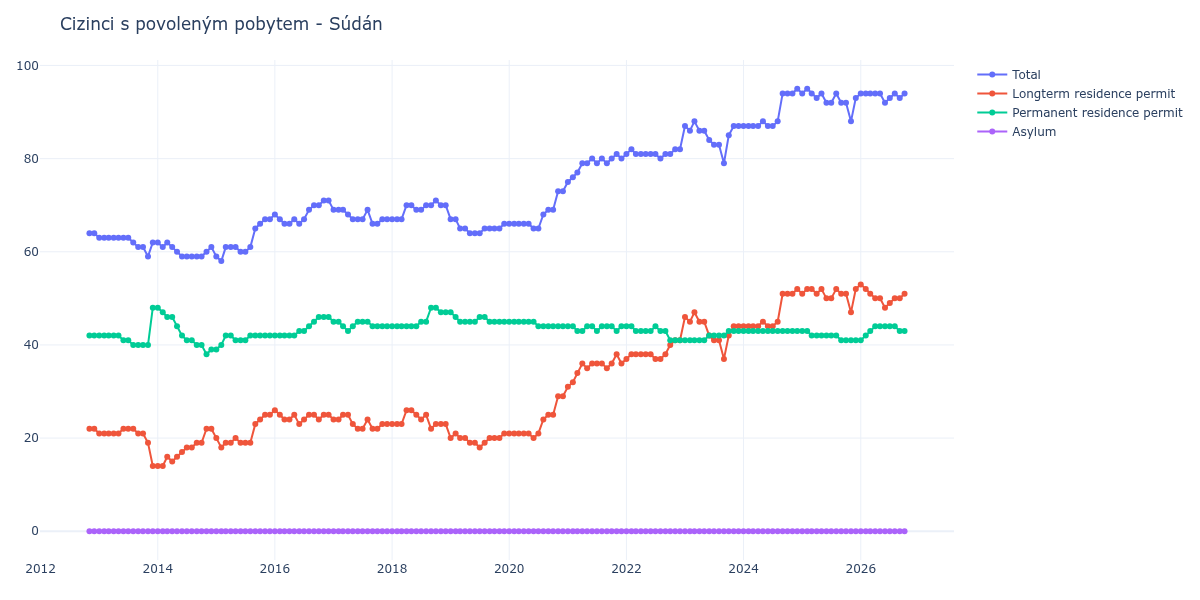 Cizinci s povoleným pobytem - Súdán
100
80
60
40
20
0
2012
2014
2016
2018
2020
2022
2024
2026
Total
Longterm residence permit
Permanent residence permit
Asylum